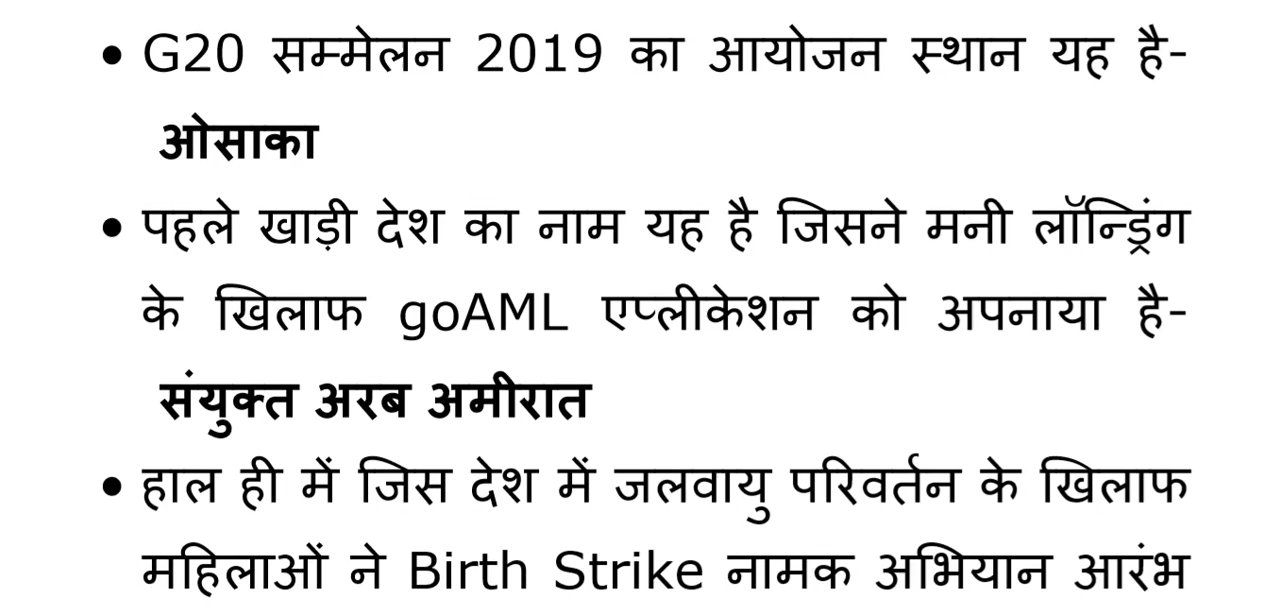 • G20 सम्मेलन 2019 का आयोजन स्थान यह है-
ओसाका
• पहले खाड़ी देश का नाम यह है जिसने मनी लॉन्ड्रिंग
के खिलाफ goAML एप्लीकेशन को अपनाया है-
संयुक्त अरब अमीरात
• हाल ही में जिस देश में जलवायु परिवर्तन के खिलाफ
महिलाओं ने Birth Strike नामक अभियान आरंभ